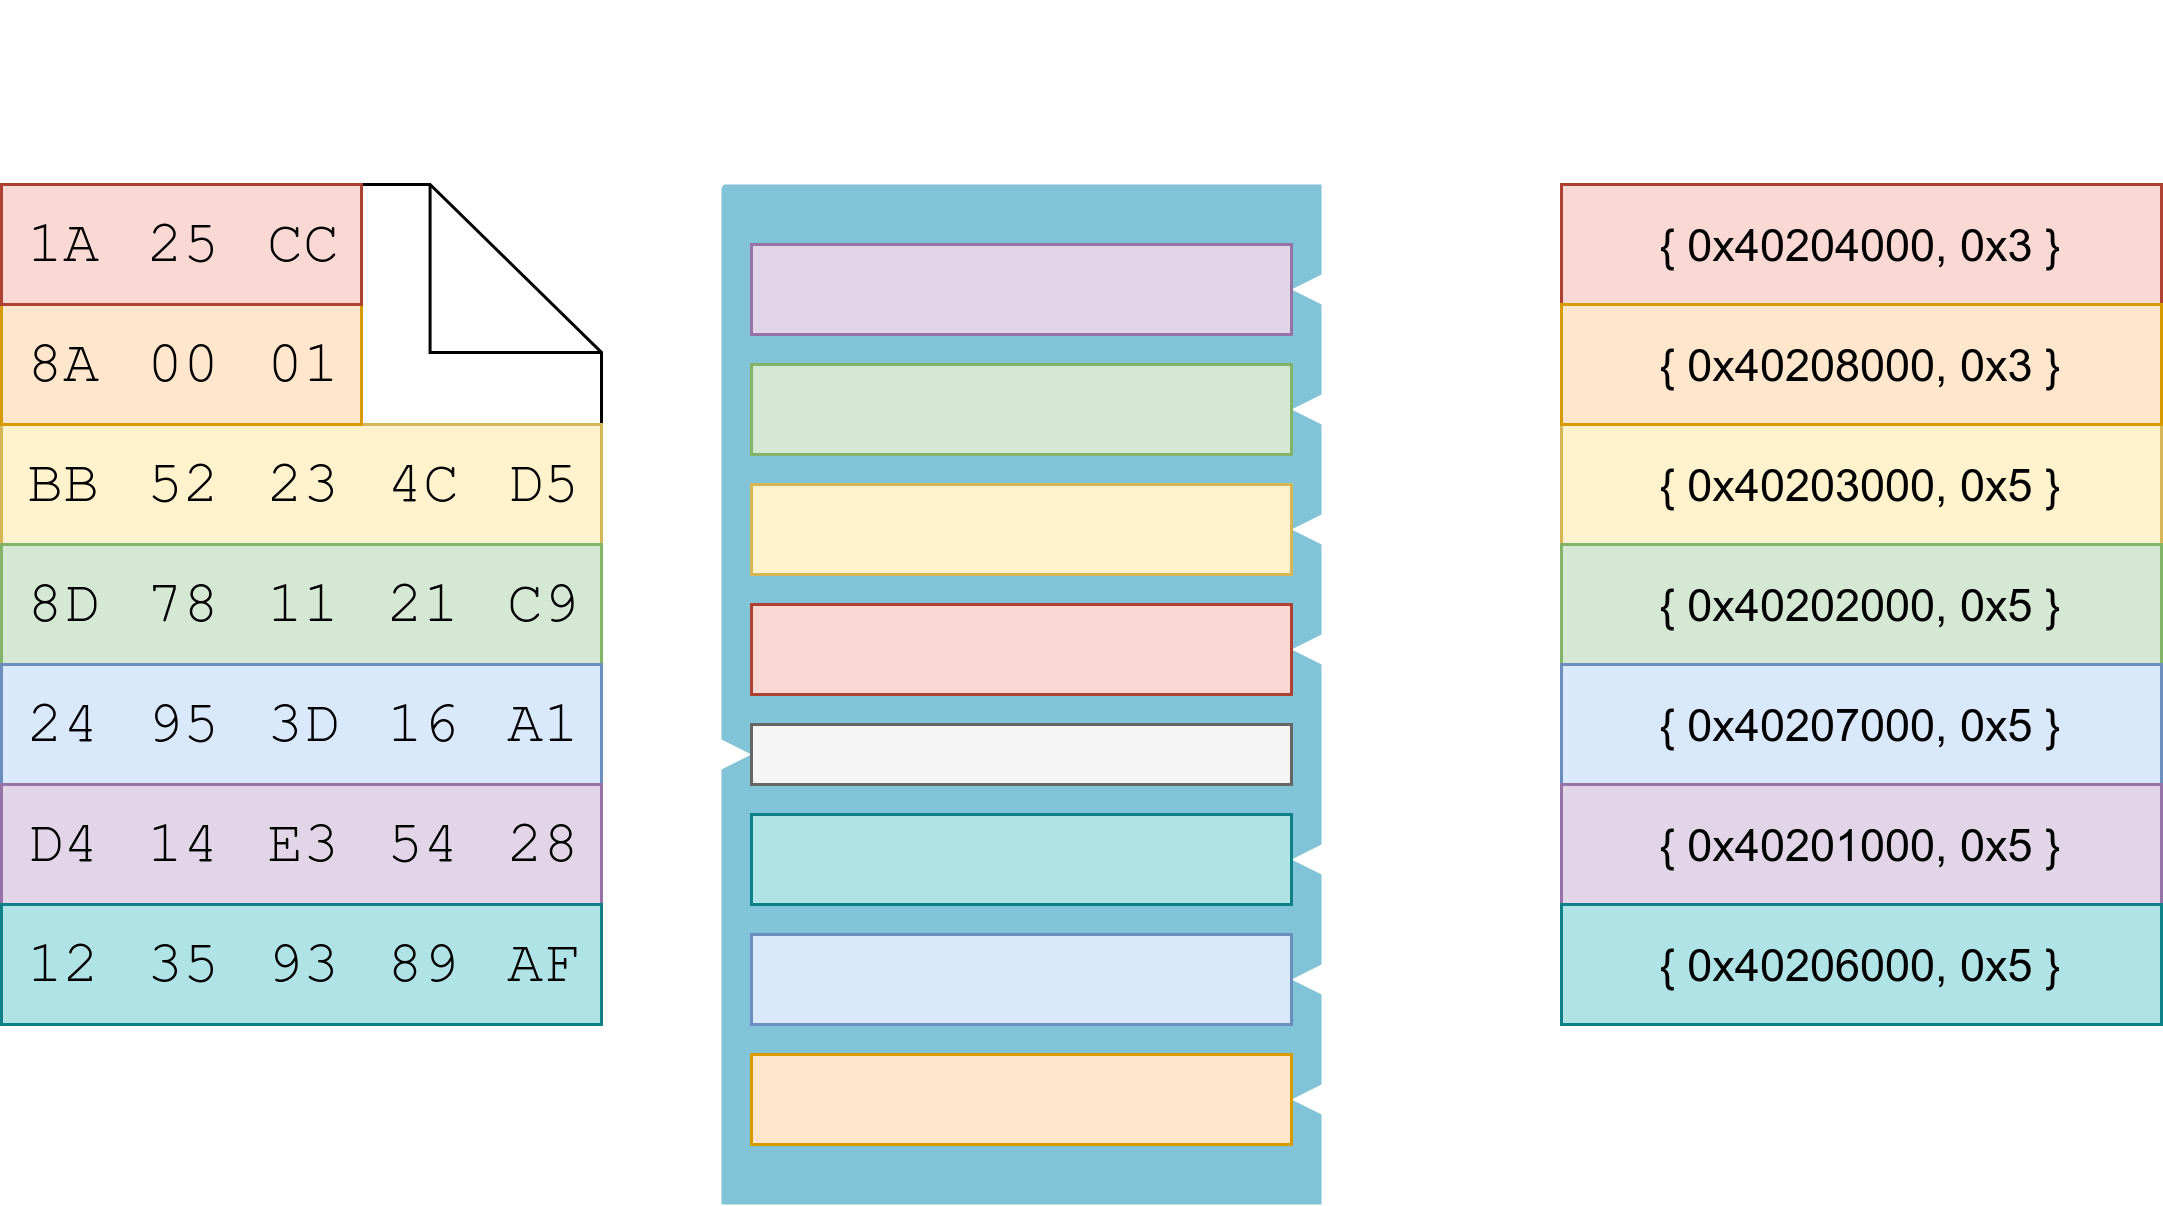 1A 25 CC
8A 00 01
BB 52 23 4C D5
8D 78 11 21 C9
24 95 3D 16 A1
D4 14 E3 54 28
12 35 93 89 AF
{ 0x40204000, 0x3 }
{ 0x40208000, 0x3 }
{ 0x40203000, 0x5 }
{ 0x40202000, 0x5 }
{ 0x40207000, 0x5 }
{ 0x40201000, 0x5 }
{ 0x40206000, 0x5 }